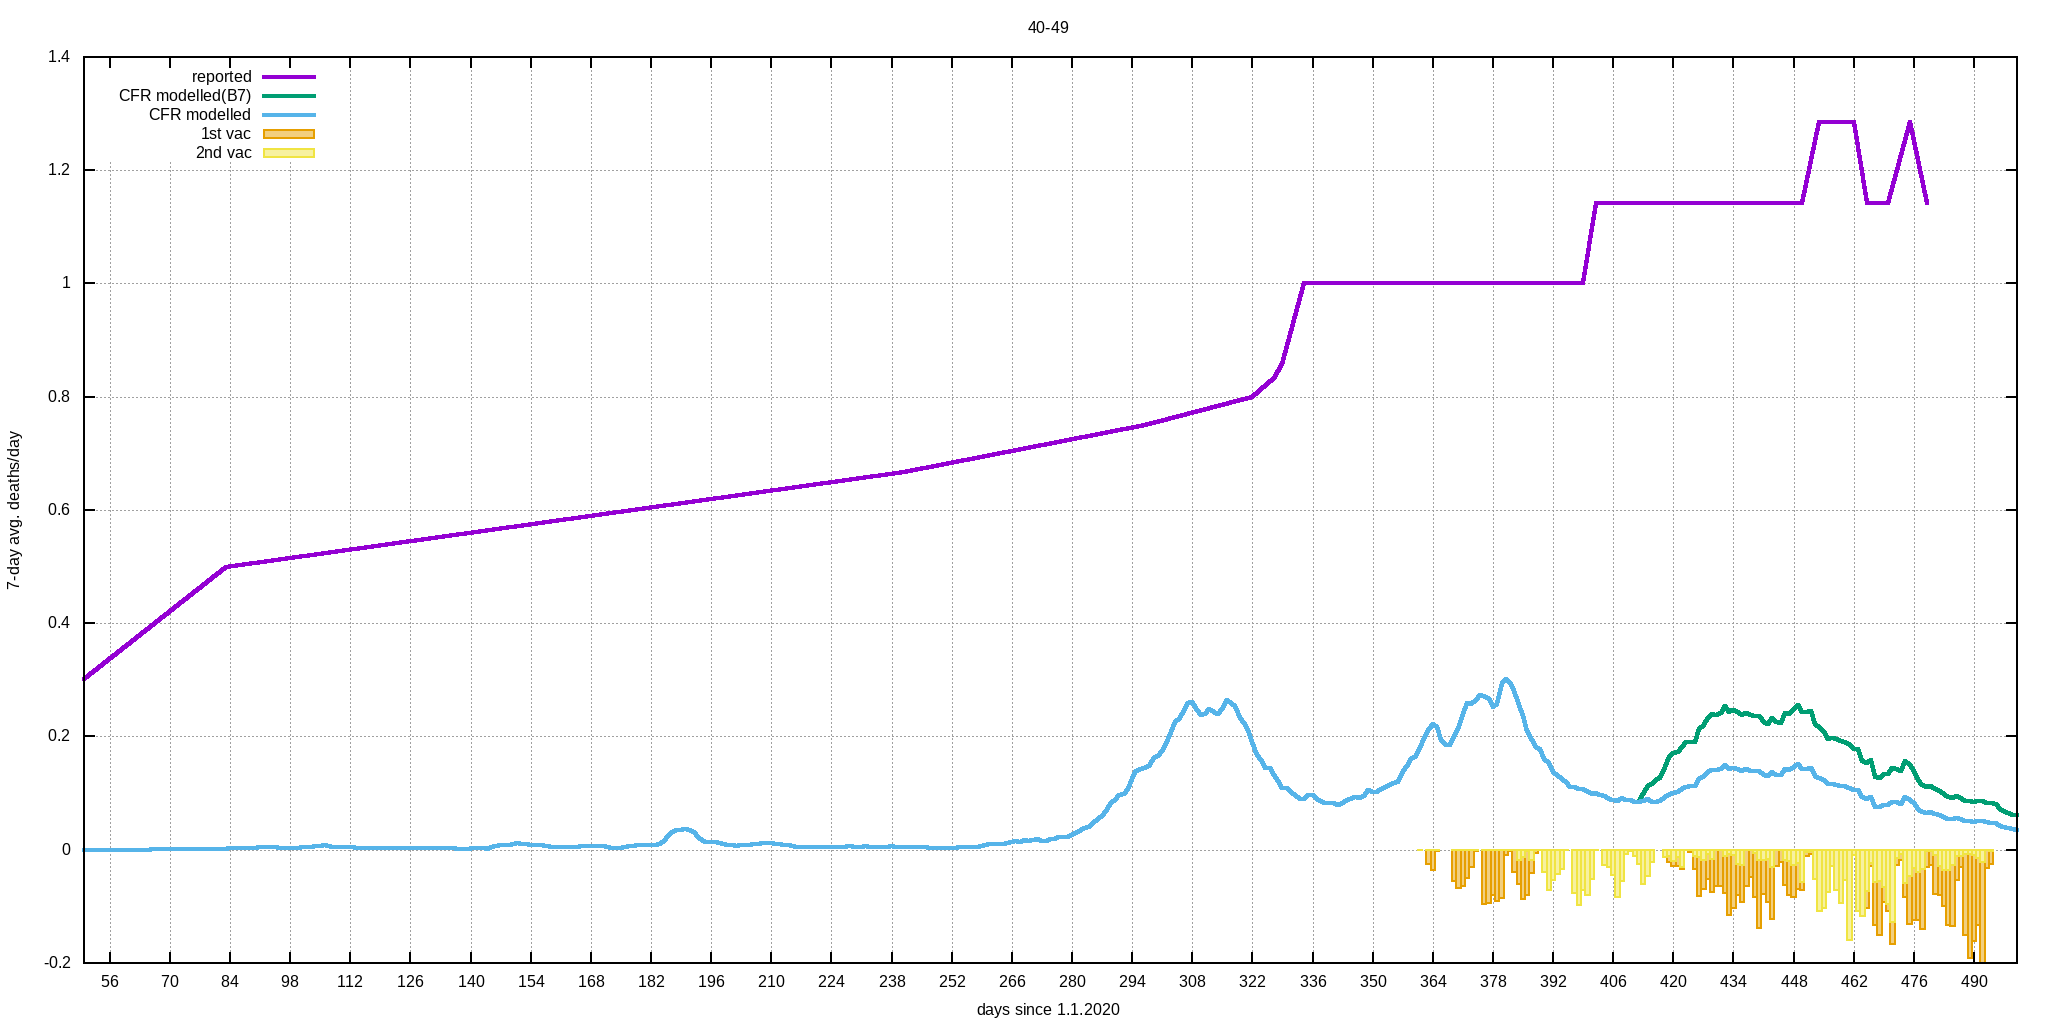 40-49
1.4
1.2
1
0.8
0.6
0.4
0.2
0
-0.2
7-day avg. deaths/day
reported
CFR modelled(B7)
CFR modelled
1st vac
2nd vac
56 70 84 98 112 126 140 154 168 182 196 210 224 238 252 266 280 294 308 322 336 350 364 378 392 406 420 434 448 462 476 490
days since 1.1.2020